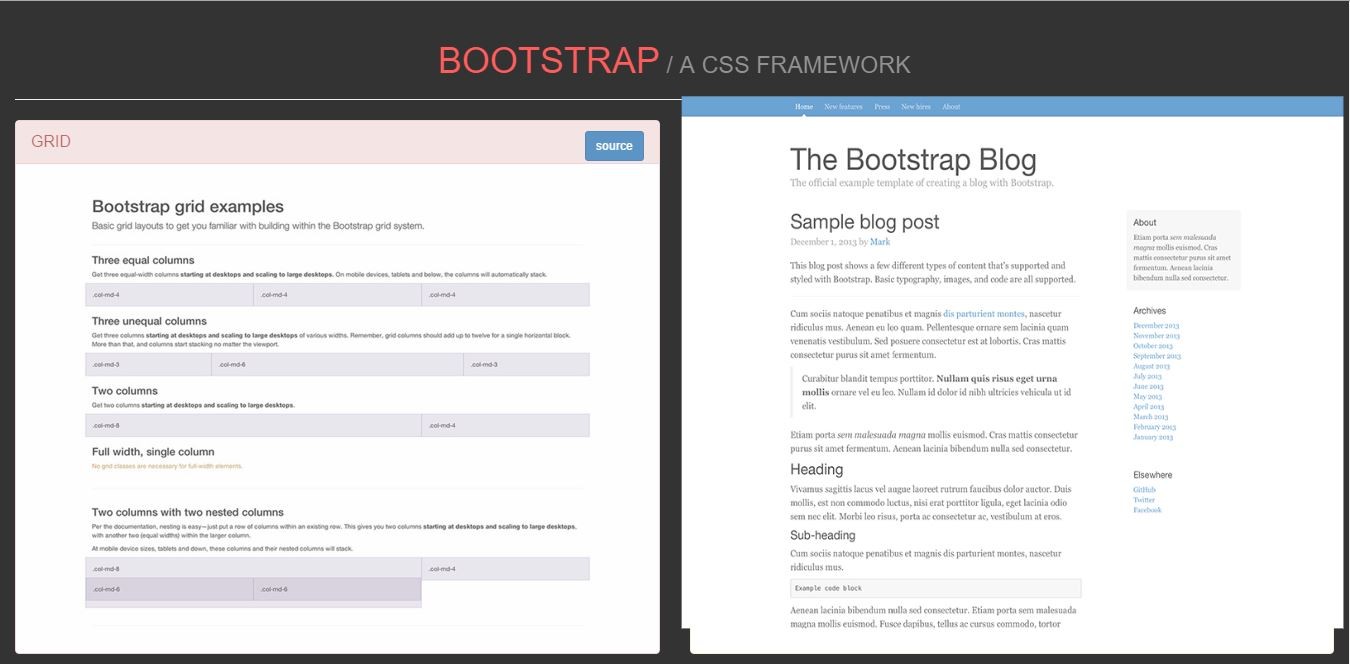 BOOTSTRAP / A CSS FRAMEWORK
GRID
source
Bootstrap grid examples
Basic grid layouts to get you familiar with building within the Bootstrap grid system.
Three equal columns
Get three equal-width columns starting at desktops and scaling to large desktops. On mobile devices, tablets and below, the columns will automatically stack.
.col-md-4 .col-md-4 .col-md-4
Three unequal columns
Get three columns starting at desktops and scaling to large desktops of various widths. Remember, grid columns should add up to twelve for a single horizontal block.
More than that, and columns start stacking no matter the viewport.
.col-md-3 .col-md-6 .col-md-3
Two columns
Get two columns starting at desktops and scaling to large desktops.
.col-md-8 .col-md-4
Full width, single column
No grid classes are necessary for full-width elements.
Two columns with two nested columns
Per the documentation, nesting is easy—just put a row of columns within an existing row. This gives you two columns starting at desktops and scaling to large desktops,
with another two (equal widths) within the larger column.
At mobile device sizes, tablets and down, these columns and their nested columns will stack.
.col-md-8 .col-md-4
.col-md-6 .col-md-6
Home New features Press New hires About
The Bootstrap Blog
The official example template of creating a blog with Bootstrap.
Sample blog post
December 1, 2013 by Mark
This blog post shows a few different types of content that's supported and
styled with Bootstrap. Basic typography, images, and code are all supported.
Cum sociis natoque penatibus et magnis dis parturient montes, nascetur
ridiculus mus. Aenean eu leo quam. Pellentesque ornare sem lacinia quam
venenatis vestibulum. Sed posuere consectetur est at lobortis. Cras mattis
consectetur purus sit amet fermentum.
Curabitur blandit tempus porttitor. Nullam quis risus eget urna
mollis ornare vel eu leo. Nullam id dolor id nibh ultricies vehicula ut id
elit.
Etiam porta sem malesuada magna mollis euismod. Cras mattis consectetur
purus sit amet fermentum. Aenean lacinia bibendum nulla sed consectetur.
Heading
Vivamus sagittis lacus vel augue laoreet rutrum faucibus dolor auctor. Duis
mollis, est non commodo luctus, nisi erat porttitor ligula, eget lacinia odio
sem nec elit. Morbi leo risus, porta ac consectetur ac, vestibulum at eros.
Sub-heading
Cum sociis natoque penatibus et magnis dis parturient montes, nascetur
ridiculus mus.
Example code block
Aenean lacinia bibendum nulla sed consectetur. Etiam porta sem malesuada
magna mollis euismod. Fusce dapibus, tellus ac cursus commodo, tortor
About
Etiam porta sem malesuada
magna mollis euismod. Cras
mattis consectetur purus sit amet
fermentum. Aenean lacinia
bibendum nulla sed consectetur.
Archives
December 2013
November 2013
October 2013
September 2013
August 2013
July 2013
June 2013
May 2013
April 2013
March 2013
February 2013
January 2013
Elsewhere
GitHub
Twitter
Facebook